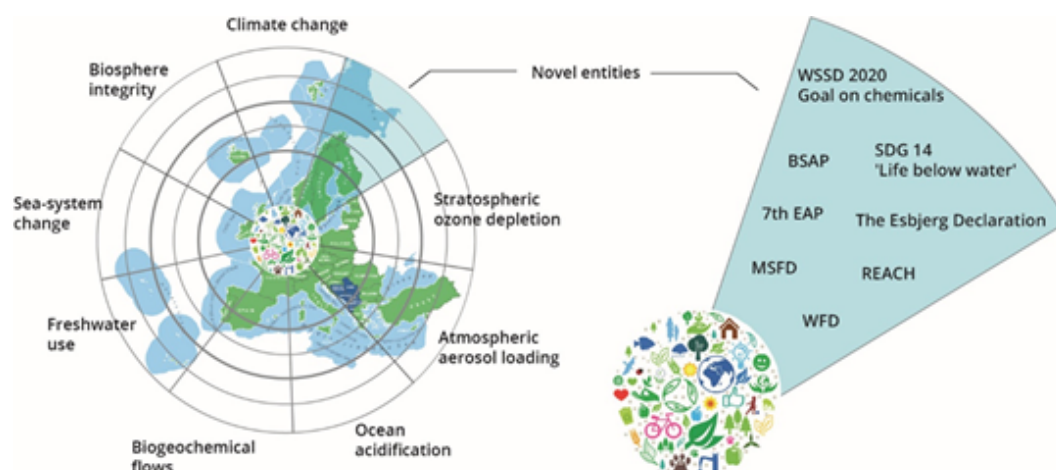 Climate change
Biosphere
integrity
Novel entities
Sea-system
change
Stratospheric
ozone depletion
Freshwater
use
Atmospheric
aerosol loading
Biogeochemical
flows
Ocean
acidification
WSSD 2020
Goal on chemicals
BSAP
SDG 14
'Life below water'
7th EAP
The Esbjerg Declaration
MSFD
REACH
WFD